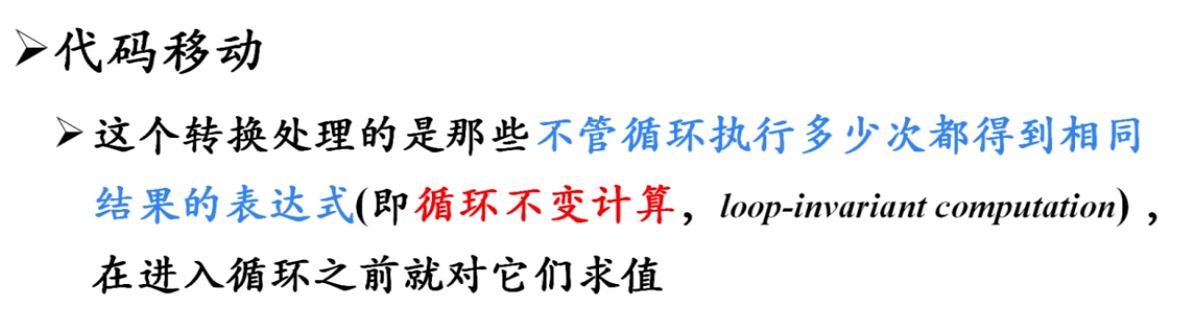 ➢代码移动
➢这个转换处理的是那些不管循环执行多少次都得到相同
结果的表达式(即循环不变计算，loop-invariant computation)，
在进入循环之前就对它们求值